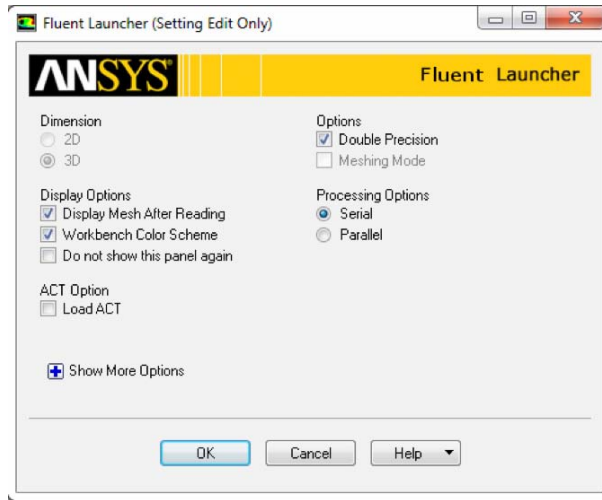 Fluent Launcher (Setting Edit Only)
ANSYS
Fluent Launcher
Dimension
2D
3D
Display Options
Display Mesh After Reading
Workbench Color Scheme
Do not show this panel again
ACT Option
Load ACT
Options
Double Precision
Meshing Mode
Processing Options
Serial
Parallel
Show More Options
OK
Cancel
Help